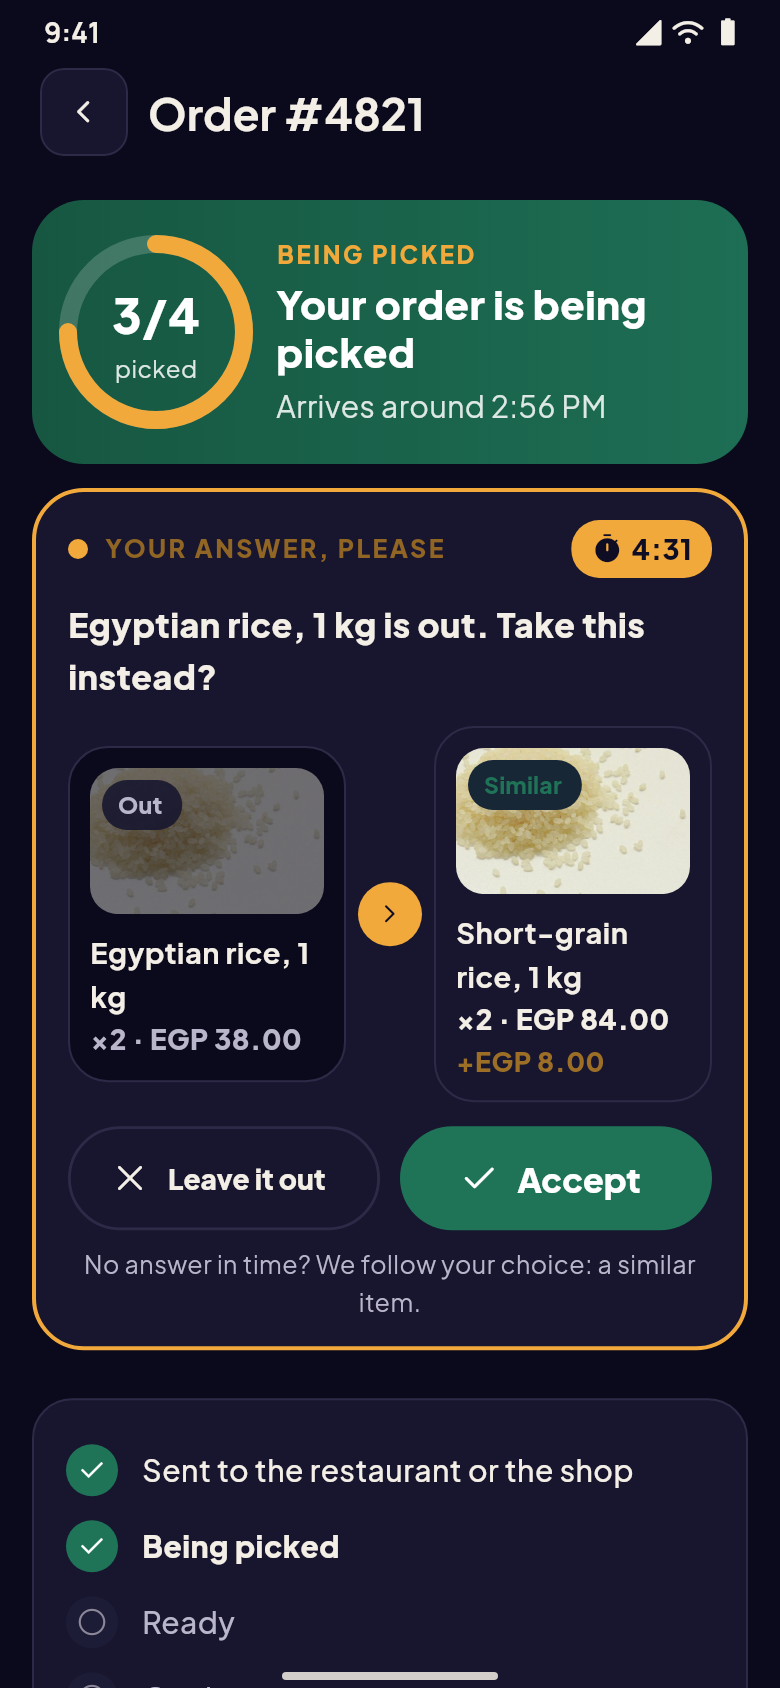 9:41
Order #4821
3/4
picked
BEING PICKED
Your order is being
picked
Arrives around 2:56 PM
YOUR ANSWER, PLEASE
4:31
Egyptian rice, 1 kg is out. Take this
instead?
Out
Egyptian rice, 1
kg
×2 · EGP 38.00
Similar
Short-grain
rice, 1 kg
×2 · EGP 84.00
+EGP 8.00
Leave it out
Accept
No answer in time? We follow your choice: a similar
item.
Sent to the restaurant or the shop
Being picked
Ready